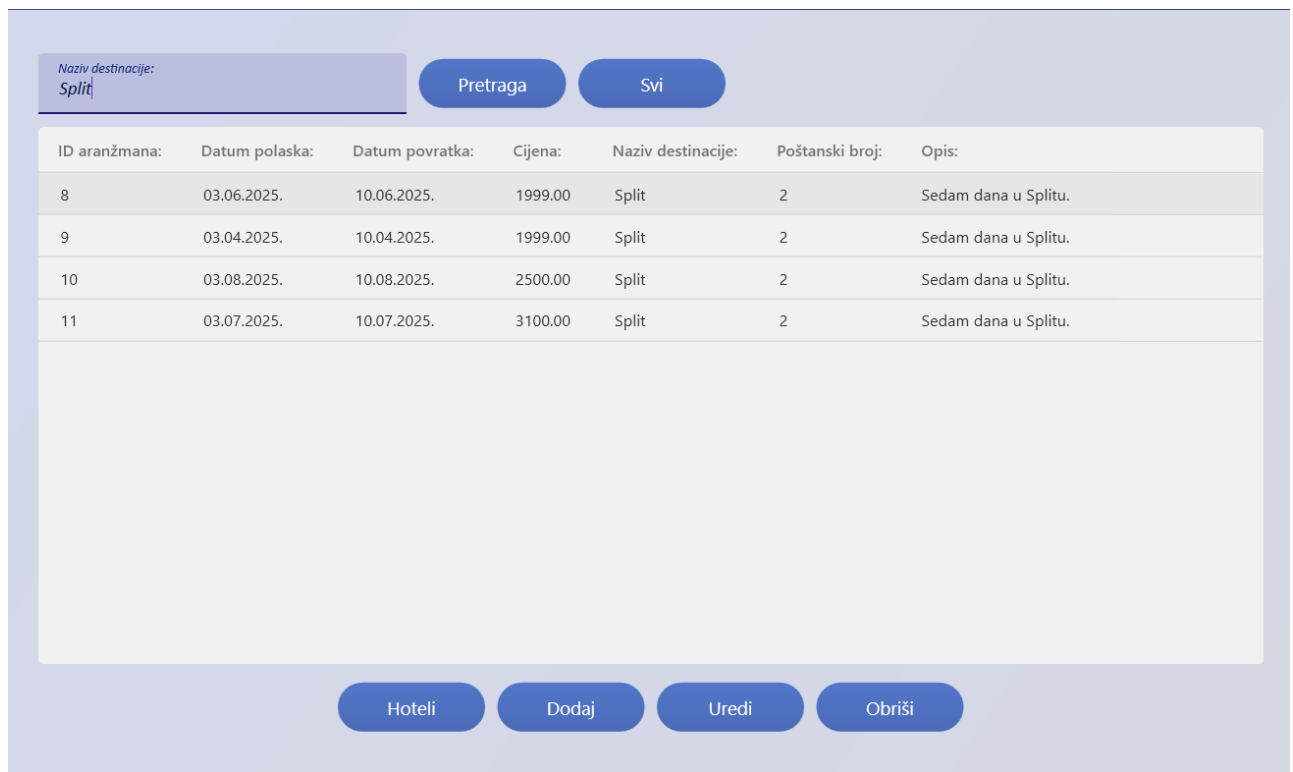 Naziv destinacije:
Split
Pretraga Svi
ID aranžmana: Datum polaska: Datum povratka: Cijena: Naziv destinacije: Poštanski broj: Opis:
8 03.06.2025. 10.06.2025. 1999.00 Split 2 Sedam dana u Splitu.
9 03.04.2025. 10.04.2025. 1999.00 Split 2 Sedam dana u Splitu.
10 03.08.2025. 10.08.2025. 2500.00 Split 2 Sedam dana u Splitu.
11 03.07.2025. 10.07.2025. 3100.00 Split 2 Sedam dana u Splitu.
Hoteli Dodaj Uredi Obriši